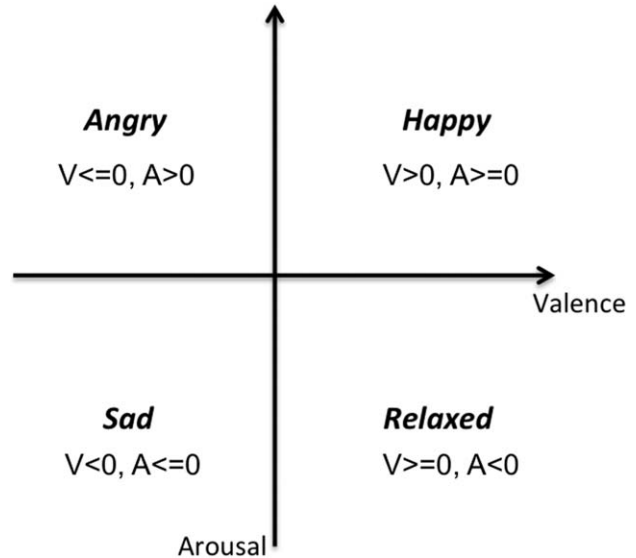 Angry
V<=0, A>0
Happy
V>0, A>=0
Valence
Sad
V<0, A<=0
Relaxed
V>=0, A<0
Arousal